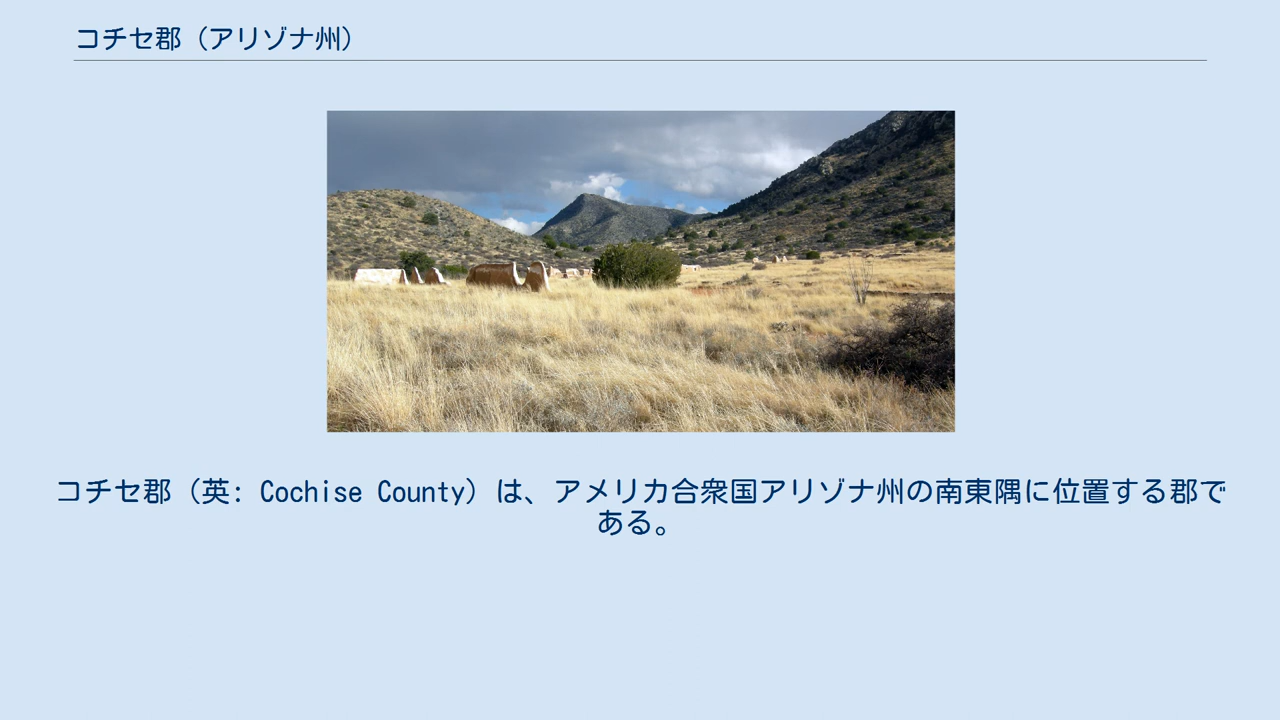 コチセ郡（アリゾナ州）
コチセ郡（英: Cochise County）は、アメリカ合衆国アリゾナ州の南東隅に位置する郡で
ある。